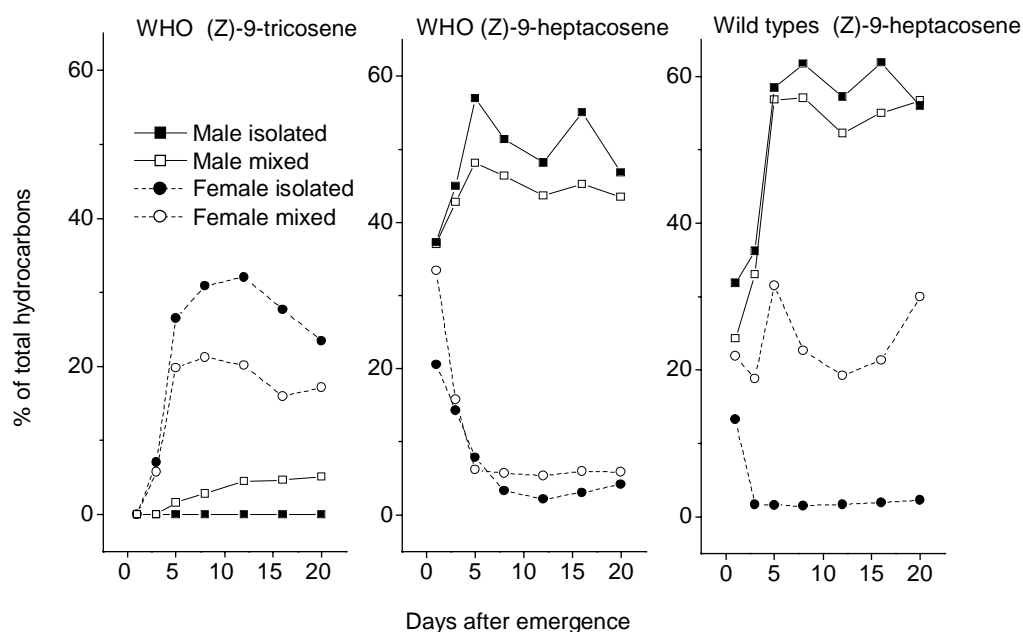 WHO (Z)-9-tricosene
WHO (Z)-9-heptacosene
Wild types (Z)-9-heptacosene
% of total hydrocarbons
60
40
20
0
Male isolated
Male mixed
Female isolated
Female mixed
0 5 10 15 20
60
40
20
0
0 5 10 15 20
60
40
20
0
0 5 10 15 20
Days after emergence